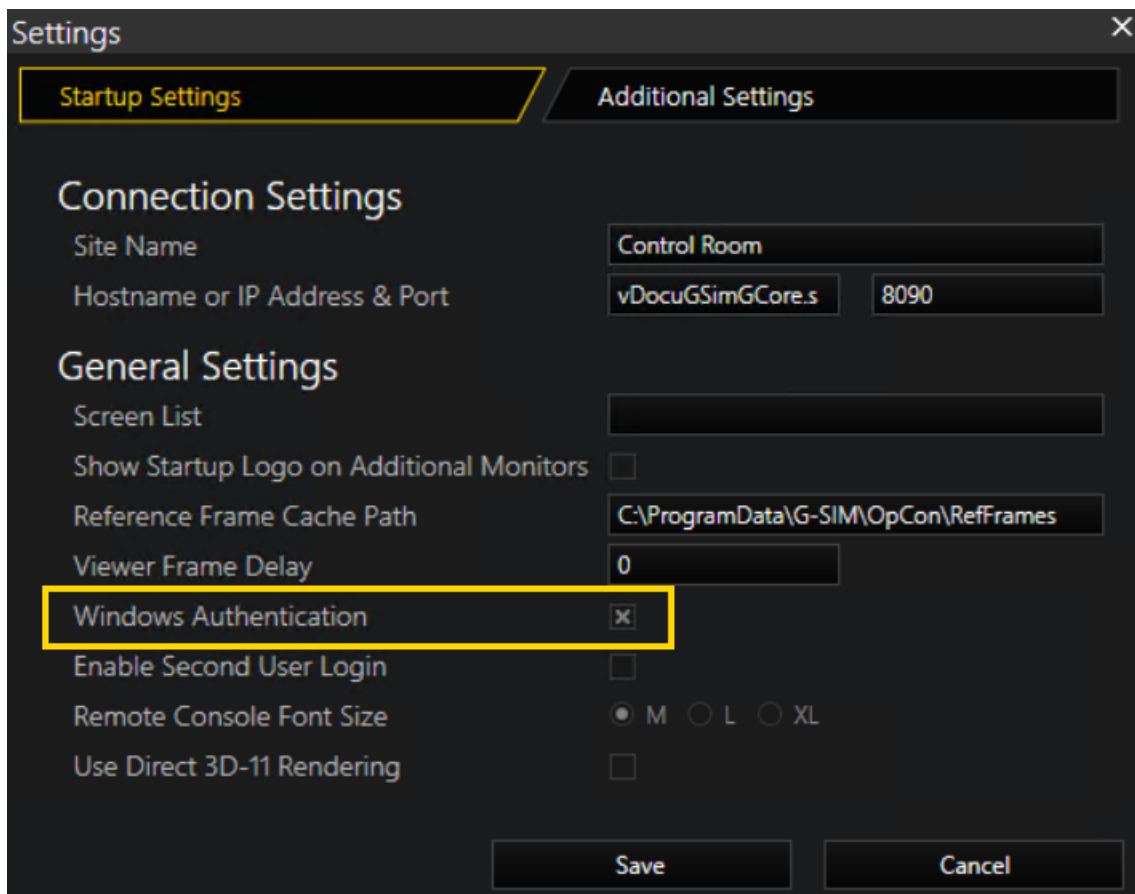 Settings
Startup Settings
Additional Settings
Connection Settings
Site Name
Control Room
Hostname or IP Address & Port
vDocuGSimGCore.s
8090
General Settings
Screen List
Show Startup Logo on Additional Monitors
Reference Frame Cache Path
C:\ProgramData\G-SIM\OpCon\RefFrames
Viewer Frame Delay
0
Windows Authentication
Enable Second User Login
Remote Console Font Size
M L XL
Use Direct 3D-11 Rendering
Save
Cancel